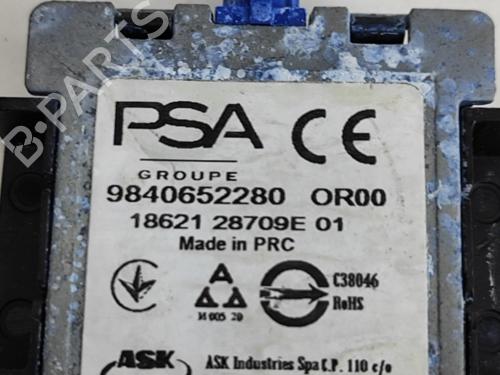 B-PARTS
PSA CE
GROUPE
9840652280 OR00
18621 28709E 01
Made in PRC
A
C38046
RoHS
ASK
ASK Industries Spa C.P. 110 c/o